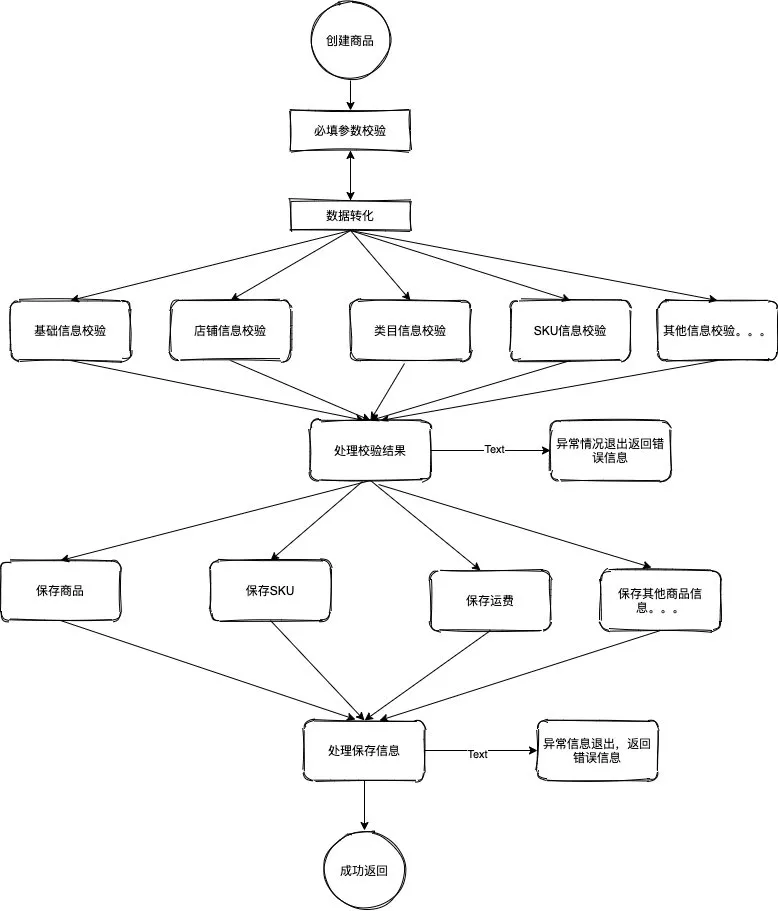 创建商品
必填参数校验
数据转化
基础信息校验
店铺信息校验
类目信息校验
SKU信息校验
其他信息校验。。。
处理校验结果
Text
异常情况退出返回错
误信息
保存商品
保存SKU
保存运费
保存其他商品信
息。。。
处理保存信息
Text
异常信息退出，返回
错误信息
成功返回